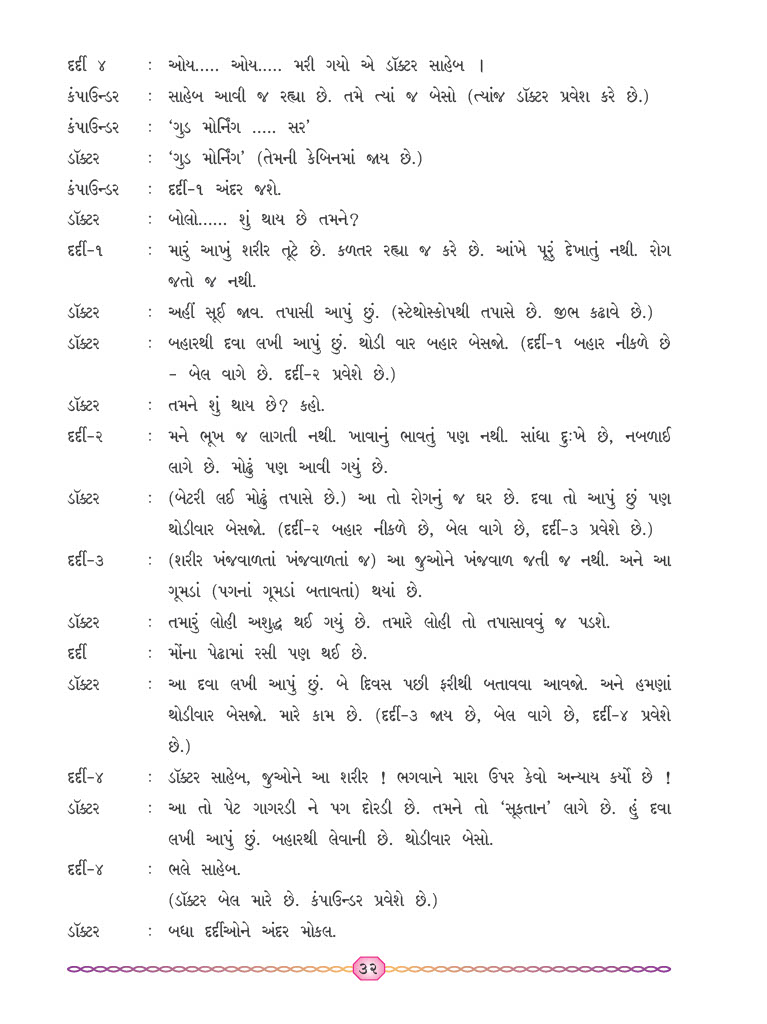 દર્દી ૪ : ઓય..... ઓય..... મરી ગયો એ ડૉક્ટર સાહેબ ।
કંપાઉન્ડર : સાહેબ આવી જ રહ્યા છે. તમે ત્યાં જ બેસો (ત્યાંજ ડૉક્ટર પ્રવેશ કરે છે.)
કંપાઉન્ડર : ‘ગુડ મોર્નિંગ ..... સર’
ડૉક્ટર : ‘ગુડ મોર્નિંગ’ (તેમની કેબિનમાં જાય છે.)
કંપાઉન્ડર : દર્દી-૧ અંદર જશે.
ડૉક્ટર : બોલો...... શું થાય છે તમને?
દર્દી-૧ : મારું આખું શરીર તૂટે છે. કળતર રહ્યા જ કરે છે. આંખે પૂરું દેખાતું નથી. રોગ
જતો જ નથી.
ડૉક્ટર : અહીં સૂઈ જાવ. તપાસી આપું છું. (સ્ટેથોસ્કોપથી તપાસે છે. જીભ કઢાવે છે.)
ડૉક્ટર : બહારથી દવા લખી આપું છું. થોડી વાર બહાર બેસજો. (દર્દી-૧ બહાર નીકળે છે
- બેલ વાગે છે. દર્દી-૨ પ્રવેશે છે.)
ડૉક્ટર : તમને શું થાય છે? કહો.
દર્દી-૨ : મને ભૂખ જ લાગતી નથી. ખાવાનું ભાવતું પણ નથી. સાંધા દુઃખે છે, નબળાઈ
લાગે છે. મોઢું પણ આવી ગયું છે.
ડૉક્ટર : (બેટરી લઈ મોઢું તપાસે છે.) આ તો રોગનું જ ઘર છે. દવા તો આપું છું પણ
થોડીવાર બેસજો. (દર્દી-૨ બહાર નીકળે છે, બેલ વાગે છે, દર્દી-૩ પ્રવેશે છે.)
દર્દી-૩ : (શરીર ખંજવાળતાં ખંજવાળતાં જ) આ જુઓને ખંજવાળ જતી જ નથી. અને આ
ગૂમડાં (પગનાં ગૂમડાં બતાવતાં) થયાં છે.
ડૉક્ટર : તમારું લોહી અશુદ્ધ થઈ ગયું છે. તમારે લોહી તો તપાસાવવું જ પડશે.
દર્દી : મોંના પેઢામાં રસી પણ થઈ છે.
ડૉક્ટર : આ દવા લખી આપું છું. બે દિવસ પછી ફરીથી બતાવવા આવજો. અને હમણાં
થોડીવાર બેસજો. મારે કામ છે. (દર્દી-૩ જાય છે, બેલ વાગે છે, દર્દી-૪ પ્રવેશે
છે.)
દર્દી-૪ : ડૉક્ટર સાહેબ, જુઓને આ શરીર ! ભગવાને મારા ઉપર કેવો અન્યાય કર્યો છે !
ડૉક્ટર : આ તો પેટ ગાગરડી ને પગ દોરડી છે. તમને તો ‘સૂકતાન’ લાગે છે. હું દવા
લખી આપું છું. બહારથી લેવાની છે. થોડીવાર બેસો.
દર્દી-૪ : ભલે સાહેબ.
(ડૉક્ટર બેલ મારે છે. કંપાઉન્ડર પ્રવેશે છે.)
ડૉક્ટર : બધા દર્દીઓને અંદર મોકલ.
૩૨